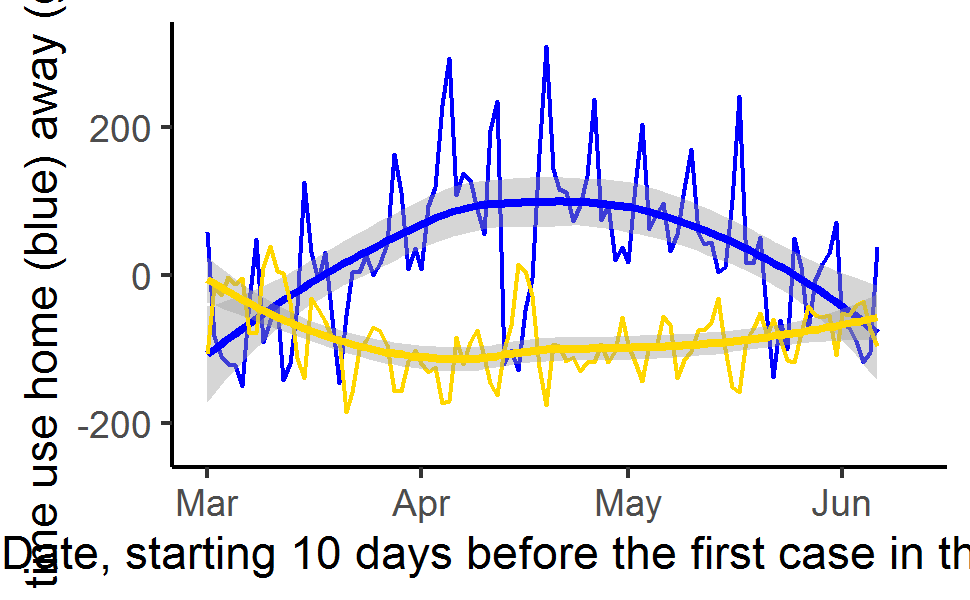 time use home (blue) away (
200
0
-200
Mar Apr May Jun
Date, starting 10 days before the first case in th